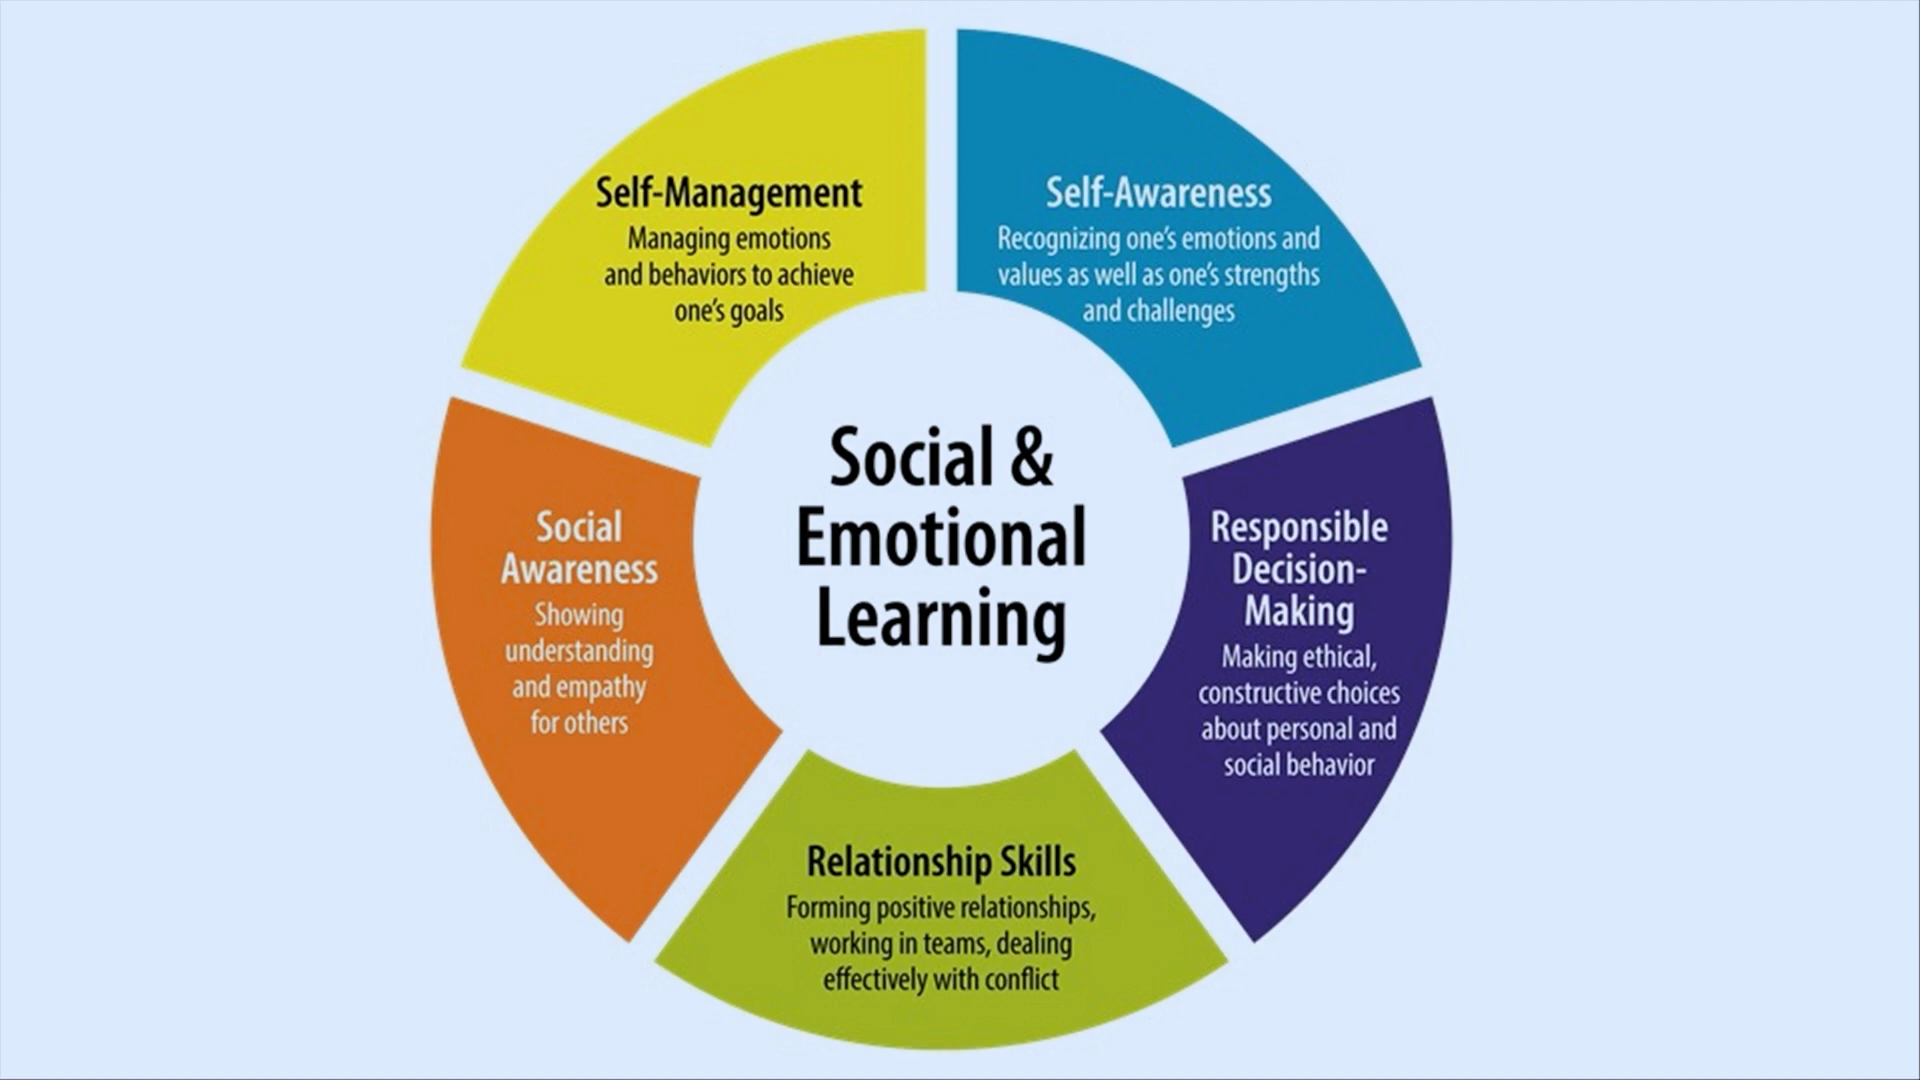 Self-Management
Managing emotions
and behaviors to achieve
one's goals
Self-Awareness
Recognizing one's emotions and
values as well as one's strengths
and challenges
Social &
Emotional
Learning
Social
Awareness
Showing
understanding
and empathy
for others
Responsible
Decision-
Making
Making ethical,
constructive choices
about personal and
social behavior
Relationship Skills
Forming positive relationships,
working in teams, dealing
effectively with conflict